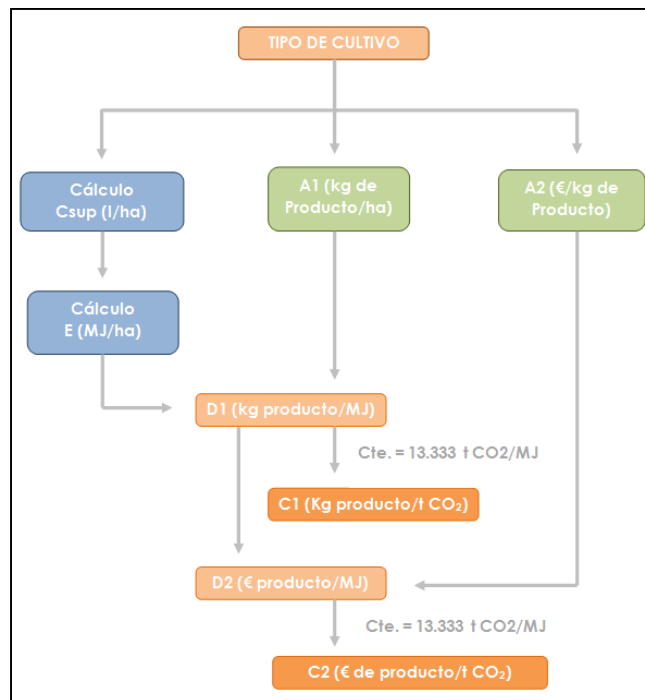 TIPO DE CULTIVO
Cálculo
Csup (l/ha)
A1 (kg de
Producto/ha)
A2 (€/kg de
Producto)
Cálculo
E (MJ/ha)
D1 (kg producto/MJ)
Cte. = 13.333 t CO2/MJ
C1 (Kg producto/t CO₂)
D2 (€ producto/MJ)
Cte. = 13.333 t CO2/MJ
C2 (€ de producto/t CO₂)